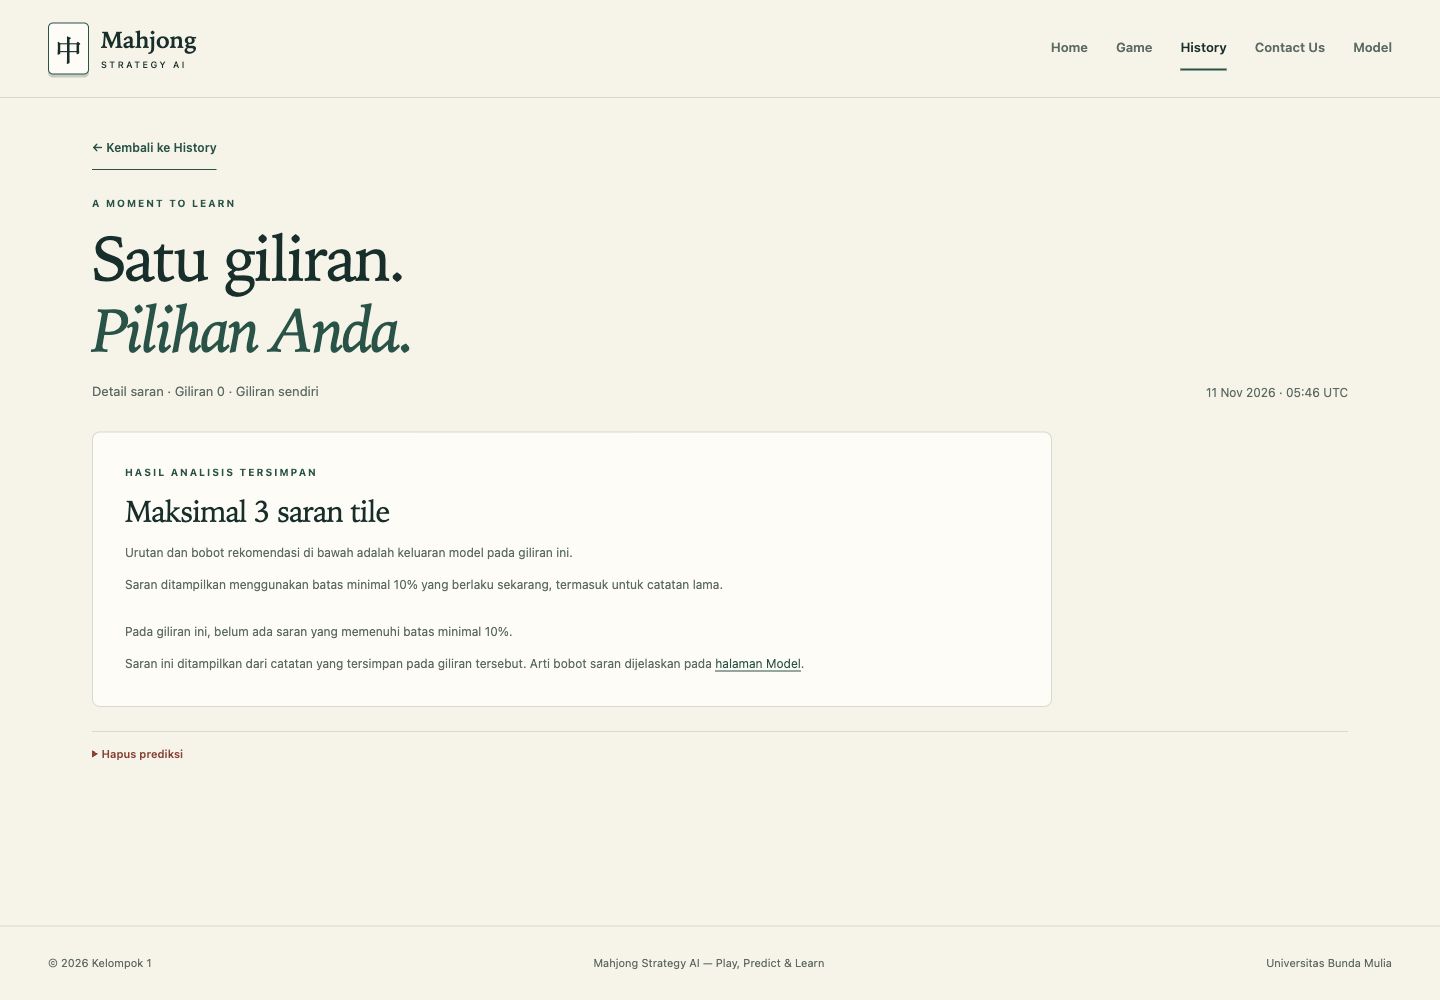 中
Mahjong
STRATEGY AI
Home
Game
History
Contact Us
Model
← Kembali ke History
A MOMENT TO LEARN
Satu giliran.
Pilihan Anda.
Detail saran · Giliran 0 · Giliran sendiri
11 Nov 2026 · 05:46 UTC
HASIL ANALISIS TERSIMPAN
Maksimal 3 saran tile
Urutan dan bobot rekomendasi di bawah adalah keluaran model pada giliran ini.
Saran ditampilkan menggunakan batas minimal 10% yang berlaku sekarang, termasuk untuk catatan lama.
Pada giliran ini, belum ada saran yang memenuhi batas minimal 10%.
Saran ini ditampilkan dari catatan yang tersimpan pada giliran tersebut. Arti bobot saran dijelaskan pada halaman Model.
Hapus prediksi
© 2026 Kelompok 1
Mahjong Strategy AI — Play, Predict & Learn
Universitas Bunda Mulia